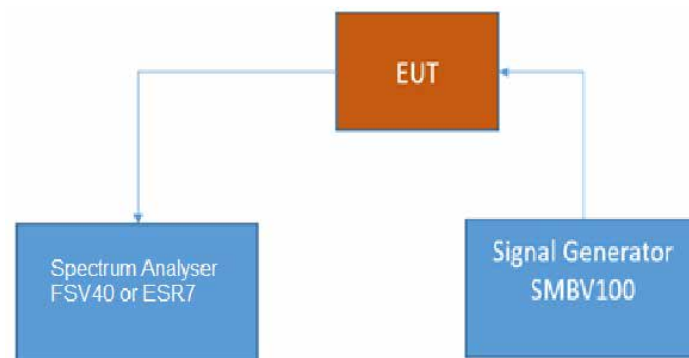 EUT
Spectrum Analyser
FSV40 or ESR7
Signal Generator
SMBV100